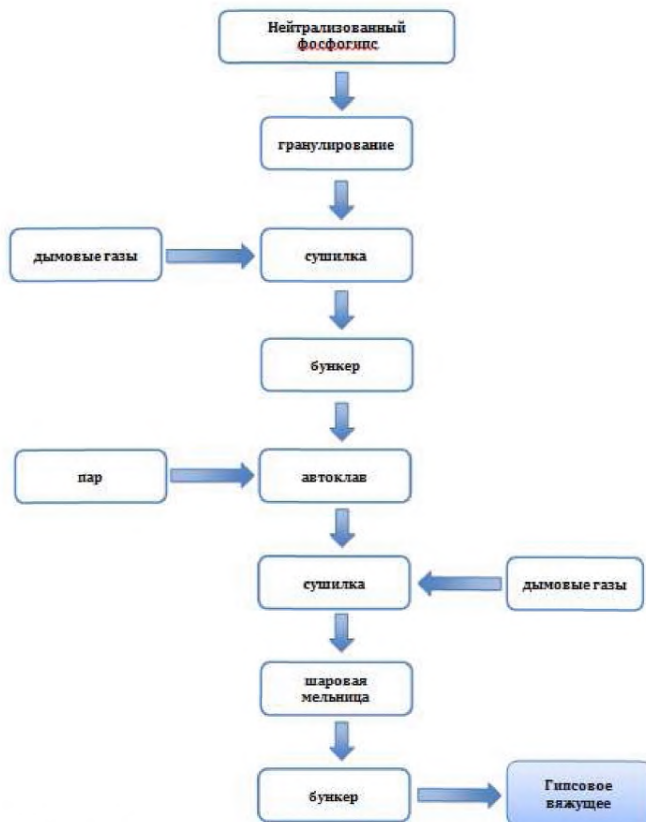 Нейтрализованный
фосфогипс
гранулирование
дымовые газы
сушилка
бункер
пар
автоклав
сушилка
дымовые газы
шаровая
мельница
бункер
Гипсовое
вяжущее